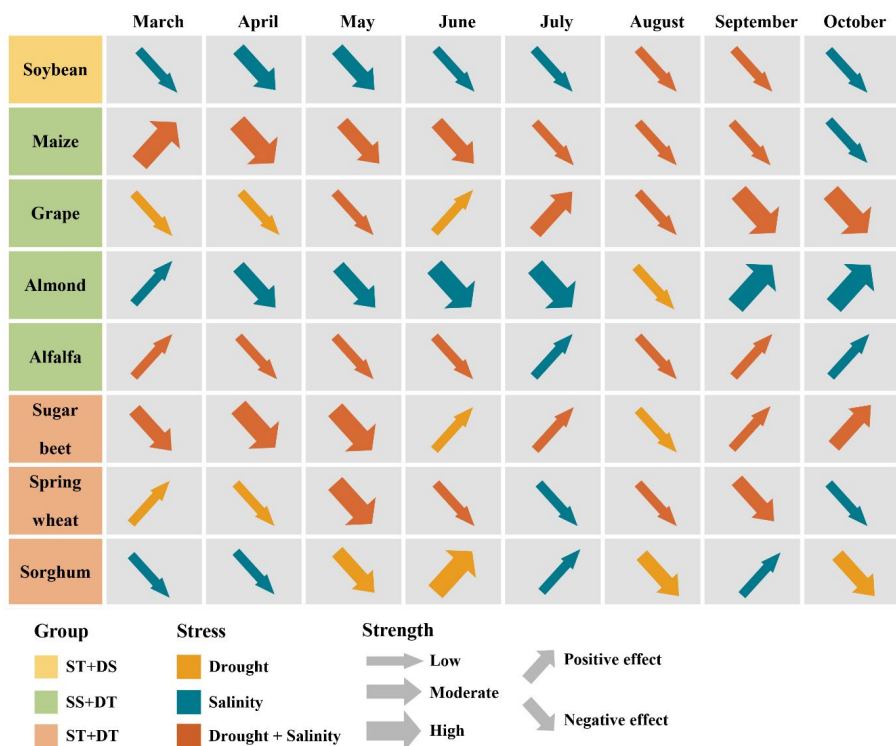 March April May June July August September October
Soybean
Maize
Grape
Almond
Alfalfa
Sugar
beet
Spring
wheat
Sorghum
Group Stress Strength
ST+DS Drought Low Positive effect
SS+DT Salinity Moderate Negative effect
ST+DT Drought + Salinity High